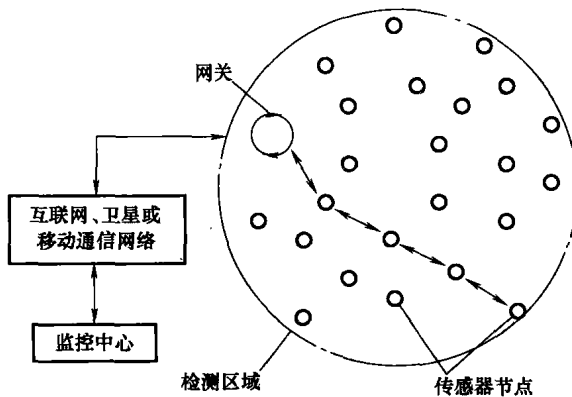 网关
互联网、卫星或
移动通信网络
监控中心
检测区域
传感器节点